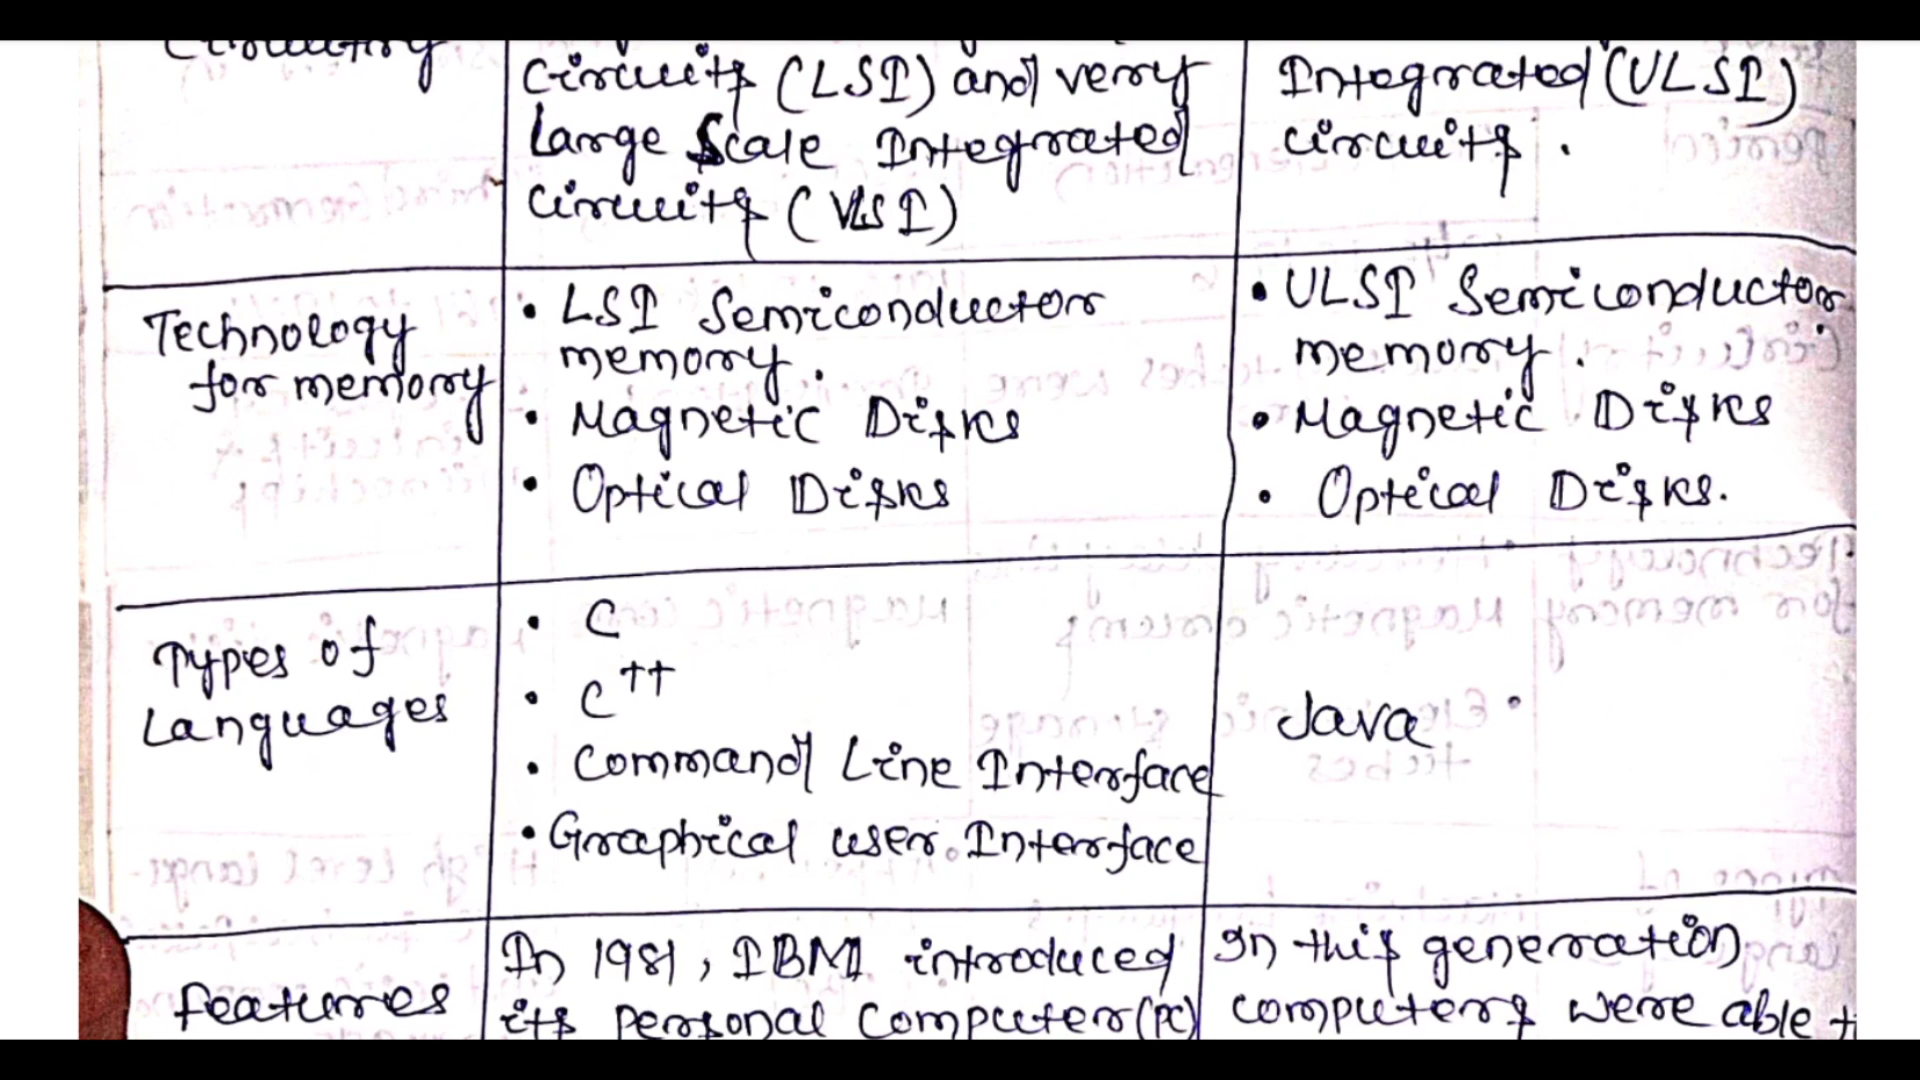 Circuitry
Circuits (LSI) and very
Large Scale Integrated
circuits (VLSI)
Integrated (ULSI)
circuits.
Technology
for memory
• LSI Semiconductor
memory.
• Magnetic Disks
• Optical Disks
• ULSI Semiconductor
memory.
• Magnetic Disks
• Optical Disks.
Types of
Languages
• C
• C++
• Command Line Interface
• Graphical user Interface
Java
Features
In 1981, IBM introduced
its personal computer (PC)
In this generation
computers were able